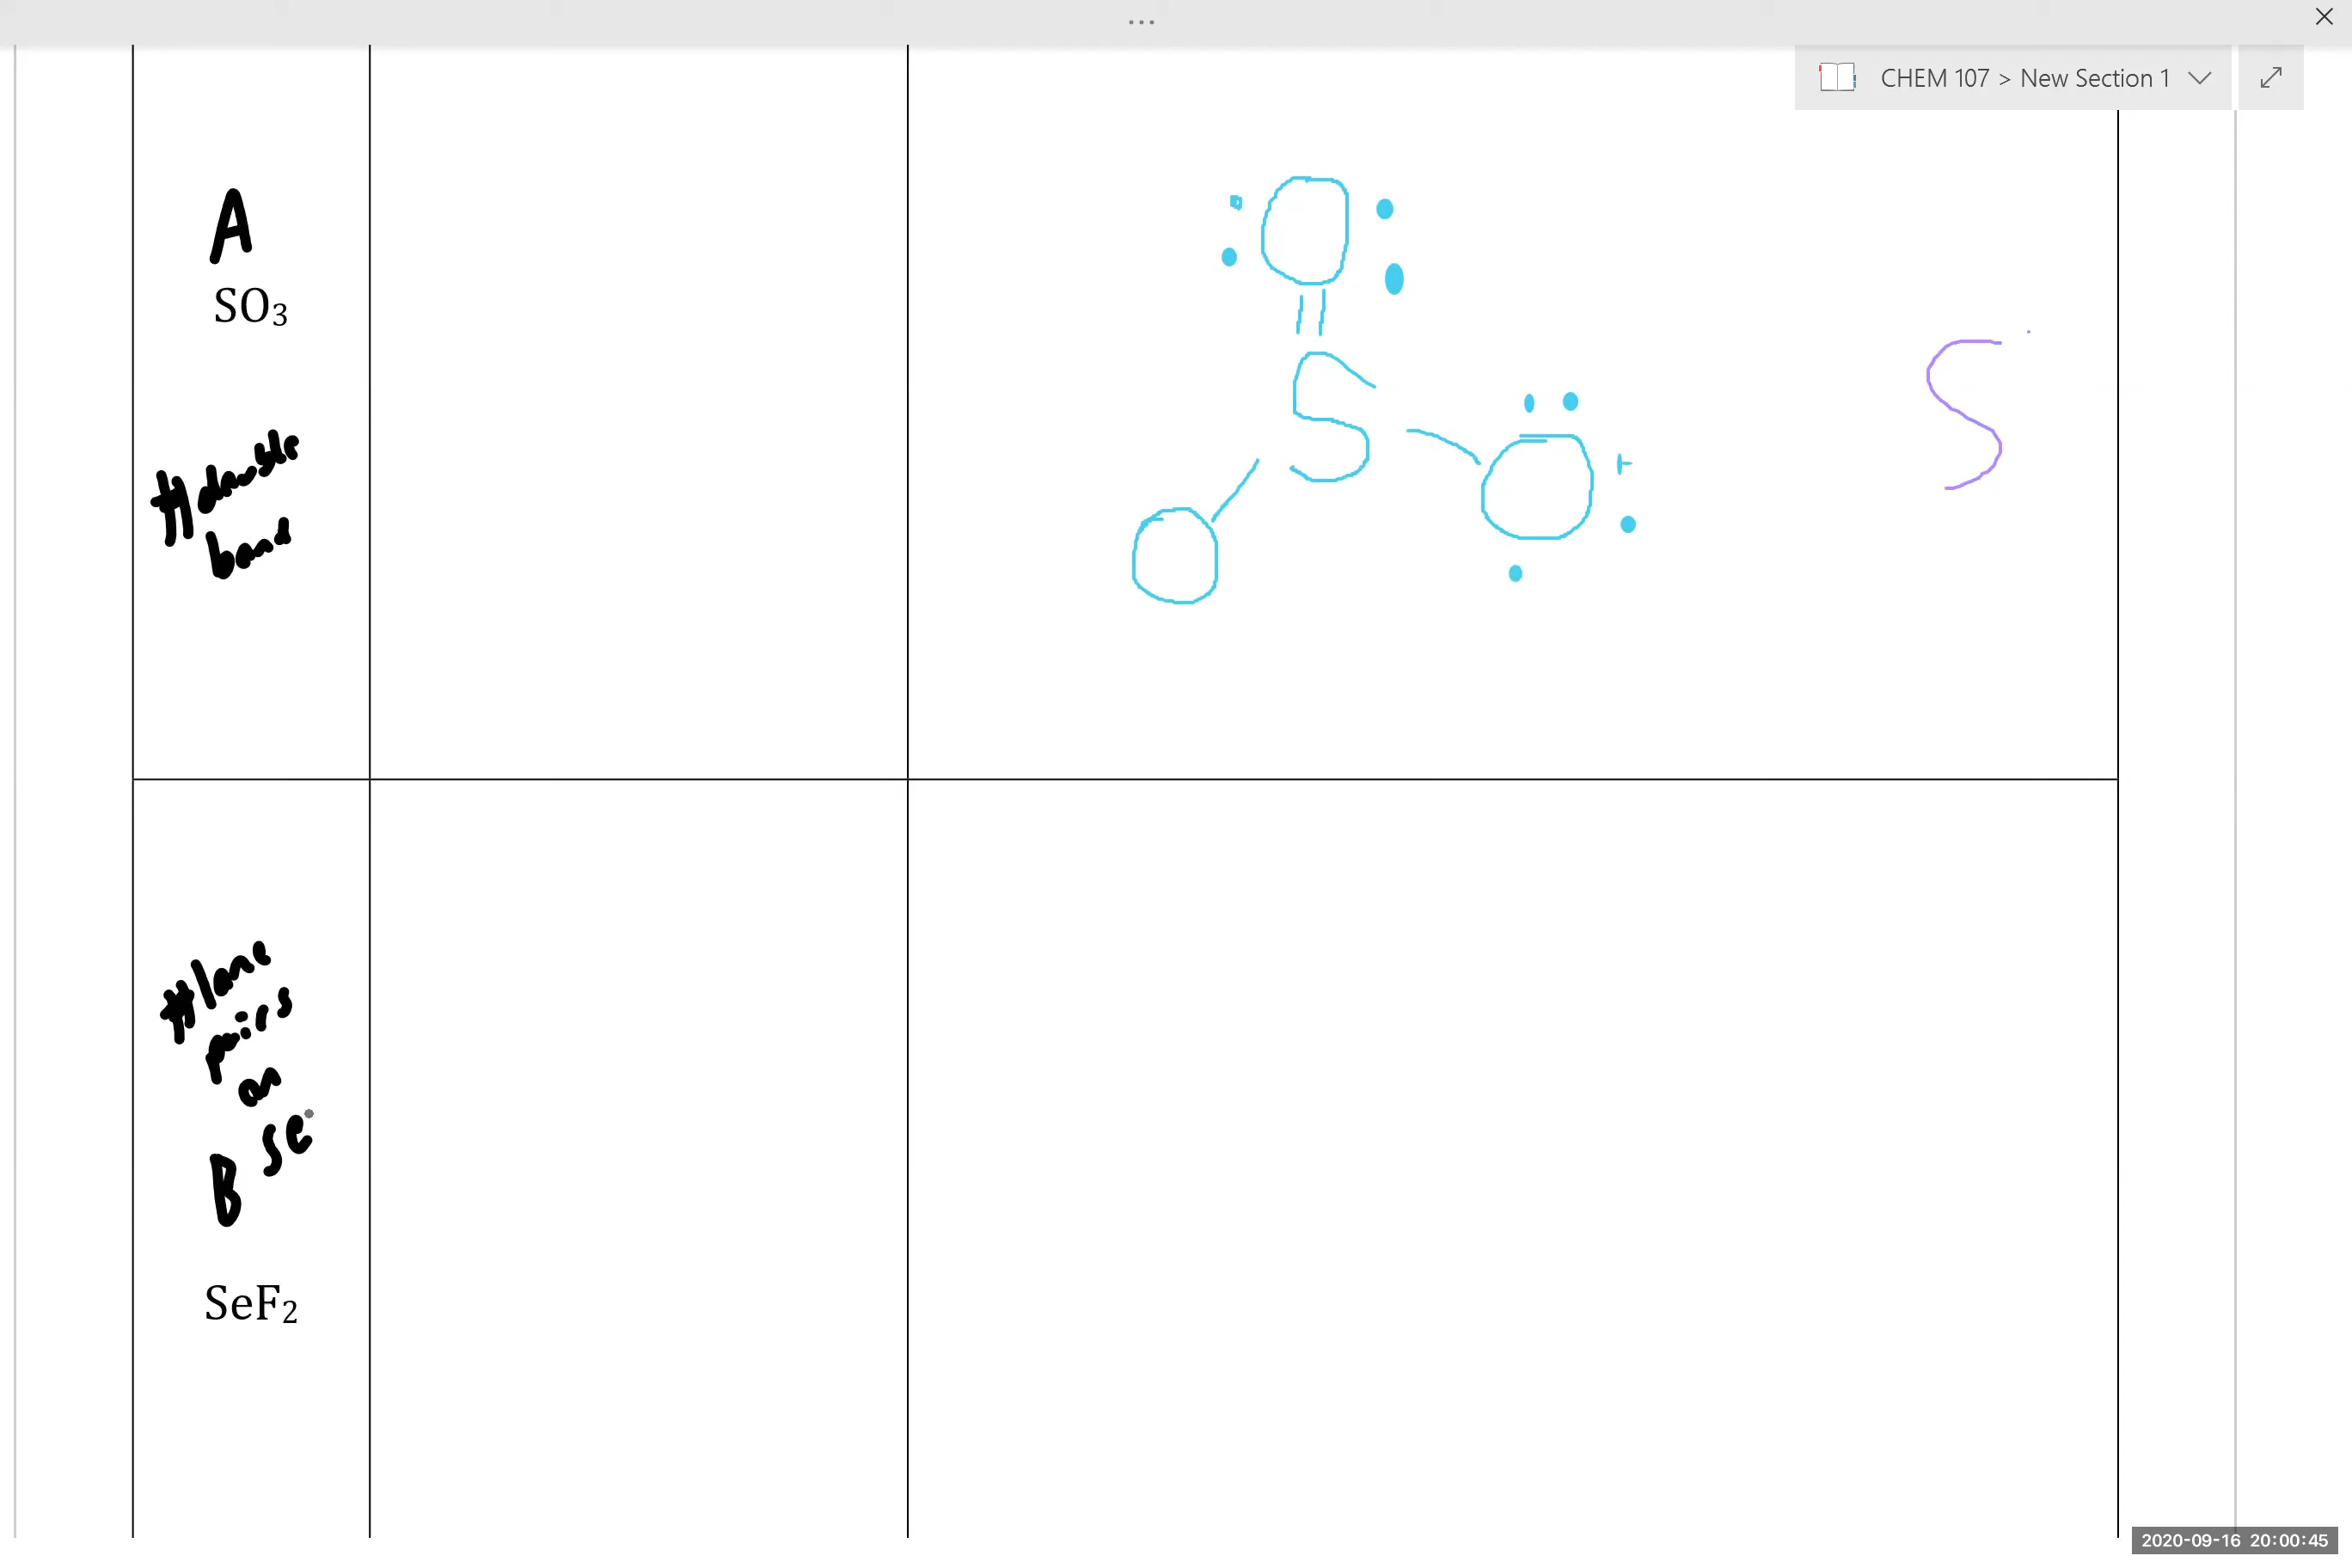 CHEM 107 > New Section 1
A
SO₃
#double
bond
O
S
O
O
S
#lone
pairs
on
Se
B
SeF₂
2020-09-16 20:00:45